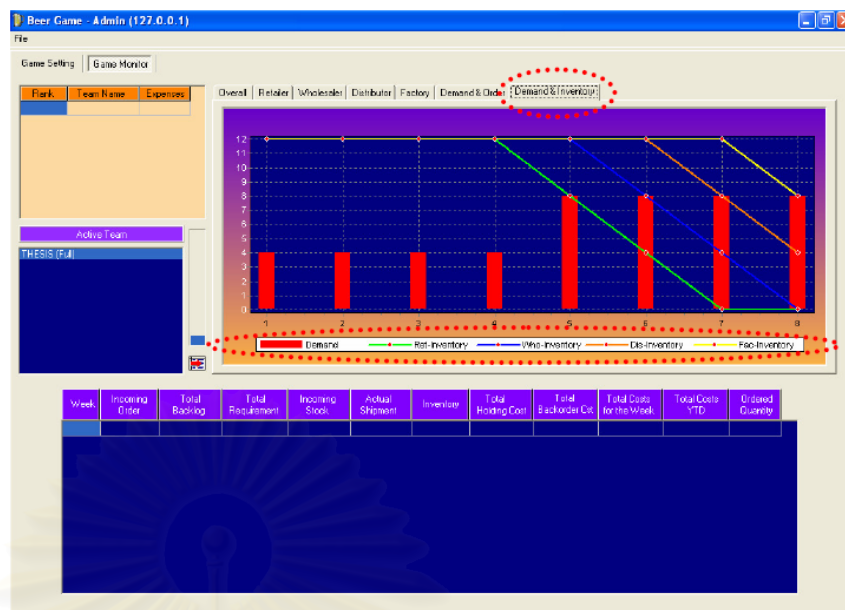 Beer Game - Admin (127.0.0.1)
File
Game Setting Game Monitor
Rank Team Name Expenses
Overall Retailer Wholesaler Distributor Factory Demand & Order Demand & Inventory
12
11
10
9
8
7
6
5
4
3
2
1
0
1 2 3 4 5 6 7 8
Demand Ret-Inventory Who-Inventory Dis-Inventory Fac-Inventory
Active Team
THESIS (Full)
Week Incoming Order Total Backlog Total Requirement Incoming Stock Actual Shipment Inventory Total Holding Cost Total Backorder Cst Total Costs for the Week Total Costs YTD Ordered Quantity